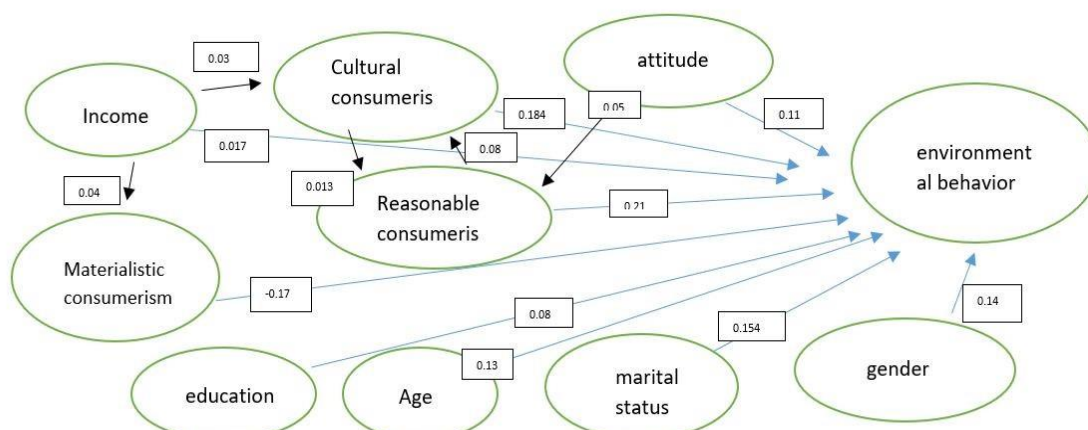 0.03
Cultural
consumeris
attitude
Income
0.184
0.05
0.11
0.017
0.08
environment
al behavior
0.04
0.013
Reasonable
consumeris
0.21
Materialistic
consumerism
-0.17
0.08
0.154
0.14
education
0.13
Age
marital
status
gender